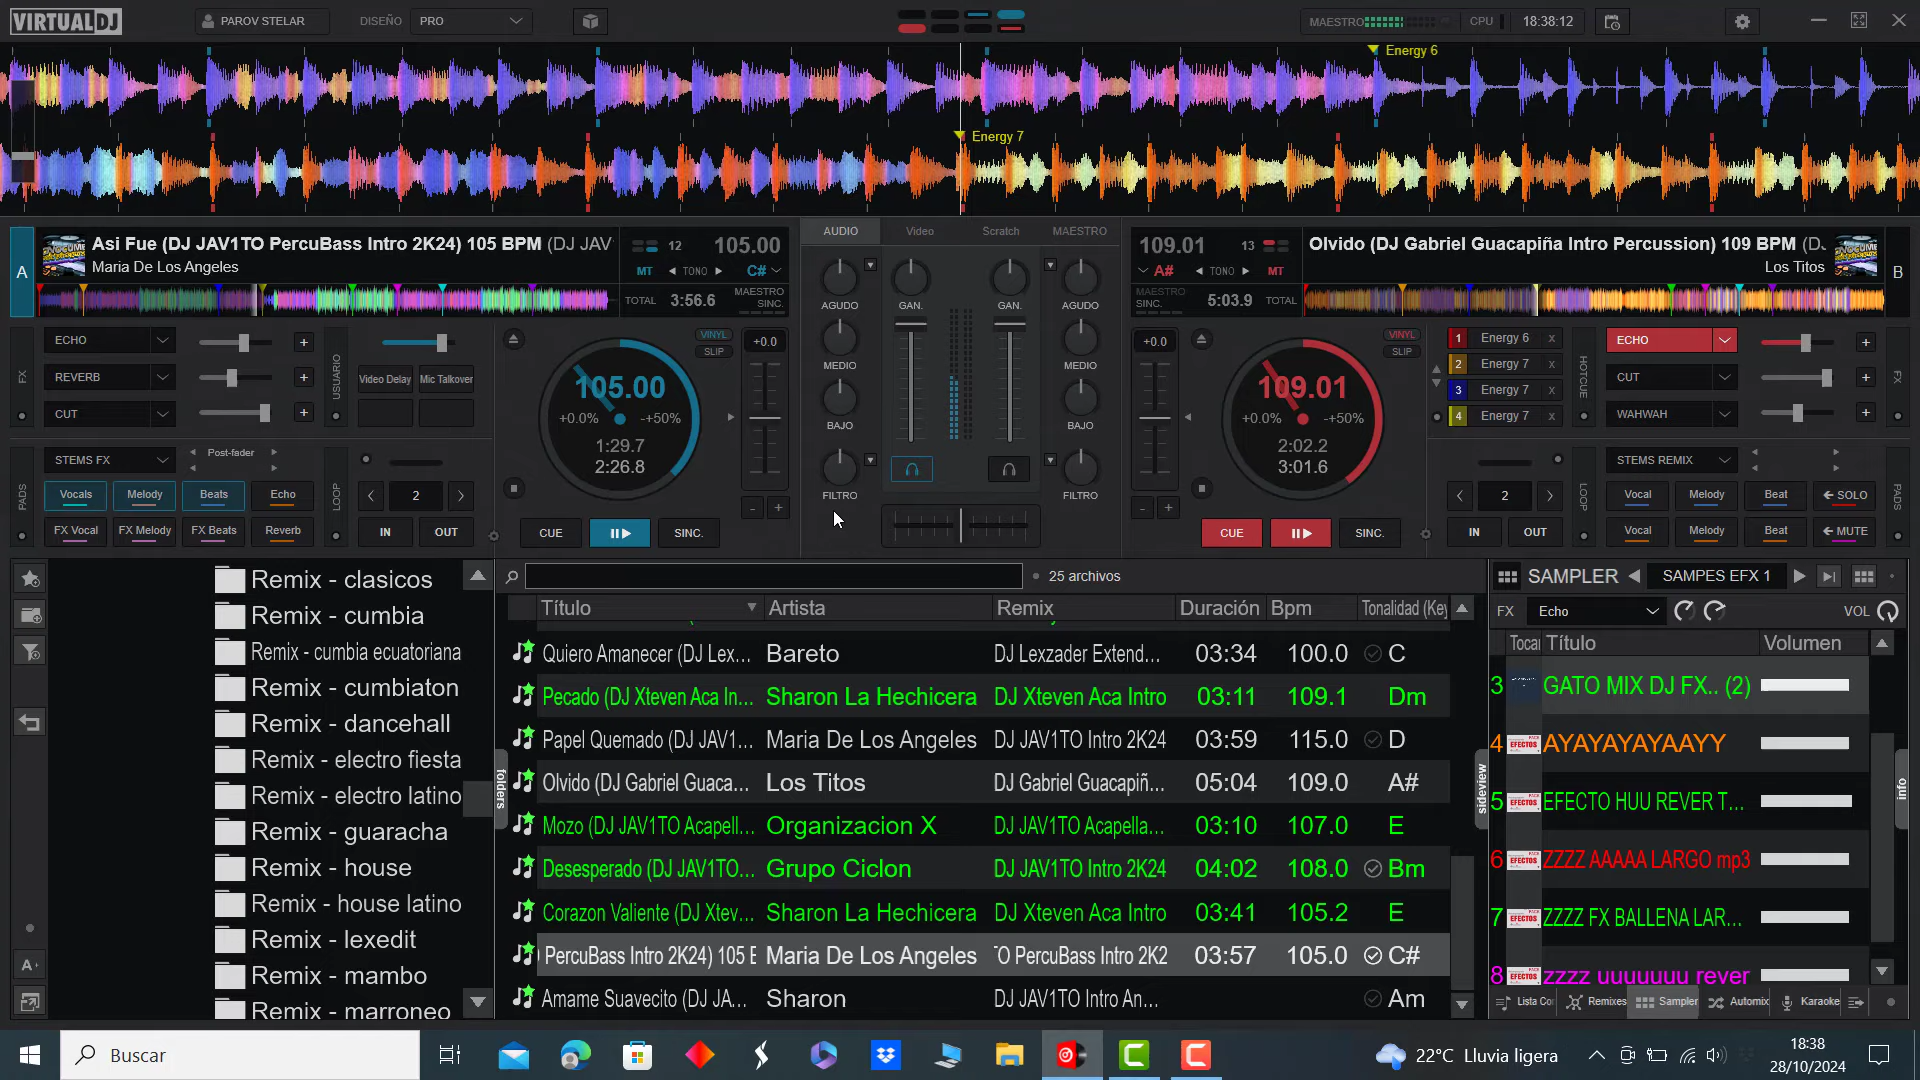 VIRTUALDJ
PAROV STELAR
DISEÑO
PRO
MAESTRO
CPU
18:38:12
Energy 6
Energy 7
A
Asi Fue (DJ JAV1TO PercuBass Intro 2K24) 105 BPM (DJ JAV
Maria De Los Angeles
12
105.00
MT
TONO
C#
TOTAL
3:56.6
MAESTRO
SINC.
AUDIO
Video
Scratch
MAESTRO
109.01
13
A#
TONO
MT
MAESTRO
SINC.
5:03.9
TOTAL
Olvido (DJ Gabriel Guacapiña Intro Percussion) 109 BPM (D.
Los Titos
B
FX
ECHO
REVERB
CUT
USUARIO
Video Delay
Mic Talkover
VINYL
SLIP
105.00
+0.0%
-+50%
1:29.7
2:26.8
+0.0
AGUDO
GAN.
GAN.
AGUDO
MEDIO
MEDIO
BAJO
BAJO
FILTRO
FILTRO
+0.0
VINYL
SLIP
109.01
+0.0%
-+50%
2:02.2
3:01.6
1 Energy 6 x
2 Energy 7 x
3 Energy 7 x
4 Energy 7 x
HOTCUE
ECHO
CUT
WAHWAH
FX
PADS
STEMS FX
Post-fader
Vocals
Melody
Beats
Echo
FX Vocal
FX Melody
FX Beats
Reverb
LOOP
2
IN
OUT
CUE
SINC.
CUE
SINC.
2
IN
OUT
LOOP
STEMS REMIX
Vocal
Melody
Beat
SOLO
Vocal
Melody
Beat
MUTE
PADS
Remix - clasicos
Remix - cumbia
Remix - cumbia ecuatoriana
Remix - cumbiaton
Remix - dancehall
Remix - electro fiesta
Remix - electro latino
Remix - guaracha
Remix - house
Remix - house latino
Remix - lexedit
Remix - mambo
Remix - marroneo
folders
25 archivos
Título Artista Remix Duración Bpm Tonalidad (Key
Quiero Amanecer (DJ Lex... Bareto DJ Lexzader Extend... 03:34 100.0 C
Pecado (DJ Xteven Aca In... Sharon La Hechicera DJ Xteven Aca Intro 03:11 109.1 Dm
Papel Quemado (DJ JAV1... Maria De Los Angeles DJ JAV1TO Intro 2K24 03:59 115.0 D
Olvido (DJ Gabriel Guaca... Los Titos DJ Gabriel Guacapiñ... 05:04 109.0 A#
Mozo (DJ JAV1TO Acapell... Organizacion X DJ JAV1TO Acapella... 03:10 107.0 E
Desesperado (DJ JAV1TO... Grupo Ciclon DJ JAV1TO Intro 2K24 04:02 108.0 Bm
Corazon Valiente (DJ Xtev... Sharon La Hechicera DJ Xteven Aca Intro 03:41 105.2 E
PercuBass Intro 2K24) 105 E Maria De Los Angeles 'O PercuBass Intro 2K2 03:57 105.0 C#
Amame Suavecito (DJ JA... Sharon DJ JAV1TO Intro An... Am
sideview
SAMPLER
SAMPES EFX 1
FX
Echo
VOL
Tocar Título Volumen
3 GATO MIX DJ FX.. (2)
4 EFECTOS AYAYAYAYAAYY
5 EFECTOS EFECTO HUU REVER T...
6 EFECTOS ZZZZ AAAAA LARGO mp3
7 EFECTOS ZZZZ FX BALLENA LAR...
8 EFECTOS zzzz uuuuuuu rever
info
Lista Cor
Remixes
Sampler
Automix
Karaoke
Buscar
22°C Lluvia ligera
18:38
28/10/2024